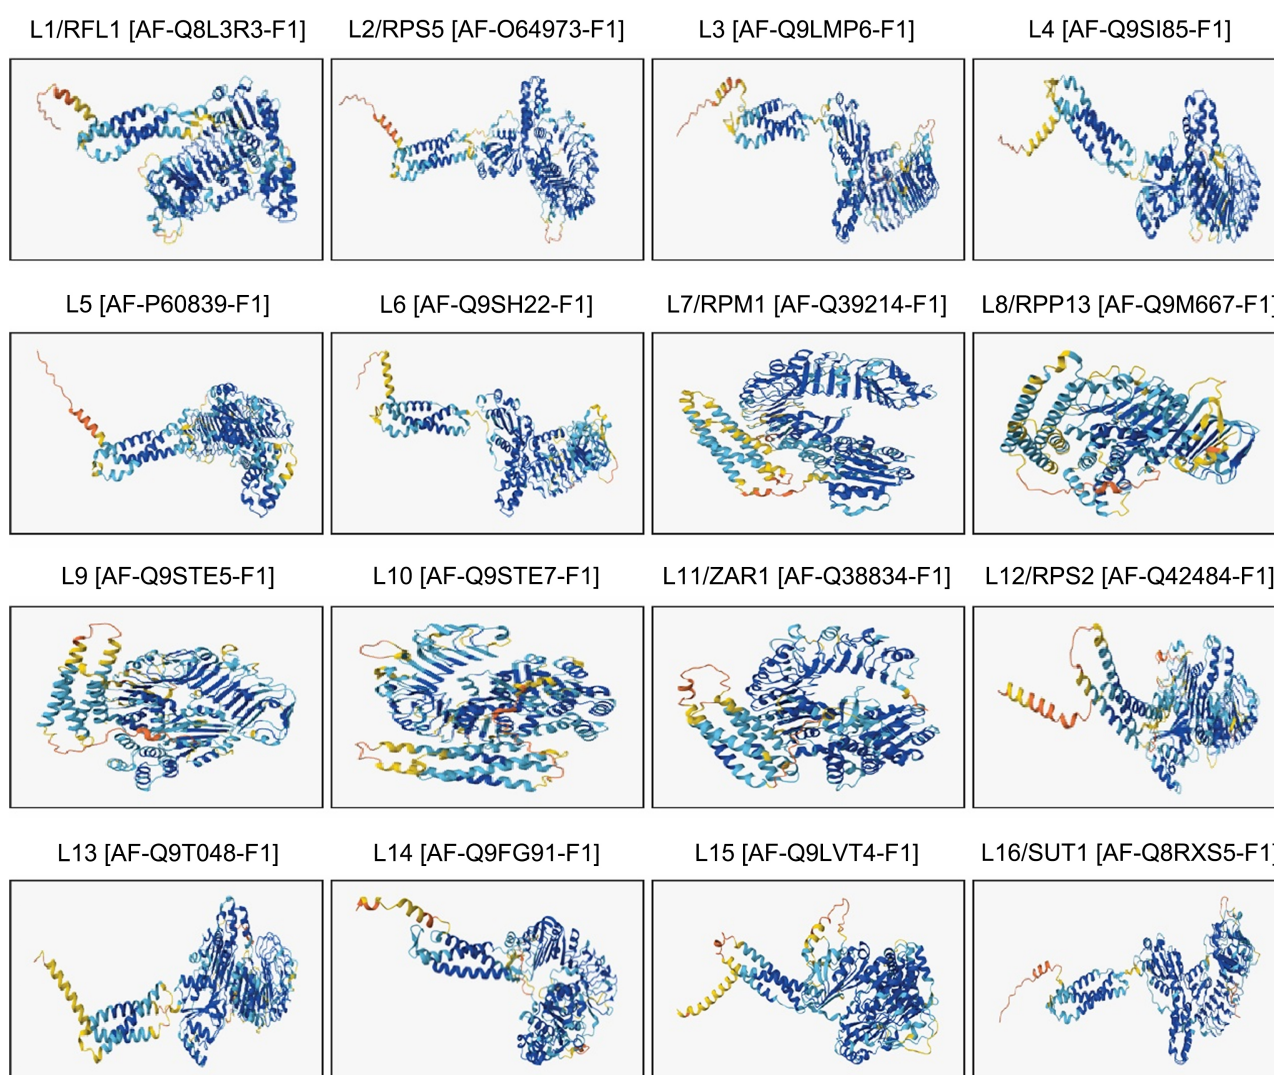 L1/RFL1 [AF-Q8L3R3-F1]
L2/RPS5 [AF-O64973-F1]
L3 [AF-Q9LMP6-F1]
L4 [AF-Q9SI85-F1]
L5 [AF-P60839-F1]
L6 [AF-Q9SH22-F1]
L7/RPM1 [AF-Q39214-F1]
L8/RPP13 [AF-Q9M667-F1]
L9 [AF-Q9STE5-F1]
L10 [AF-Q9STE7-F1]
L11/ZAR1 [AF-Q38834-F1]
L12/RPS2 [AF-Q42484-F1]
L13 [AF-Q9T048-F1]
L14 [AF-Q9FG91-F1]
L15 [AF-Q9LVT4-F1]
L16/SUT1 [AF-Q8RXS5-F1]